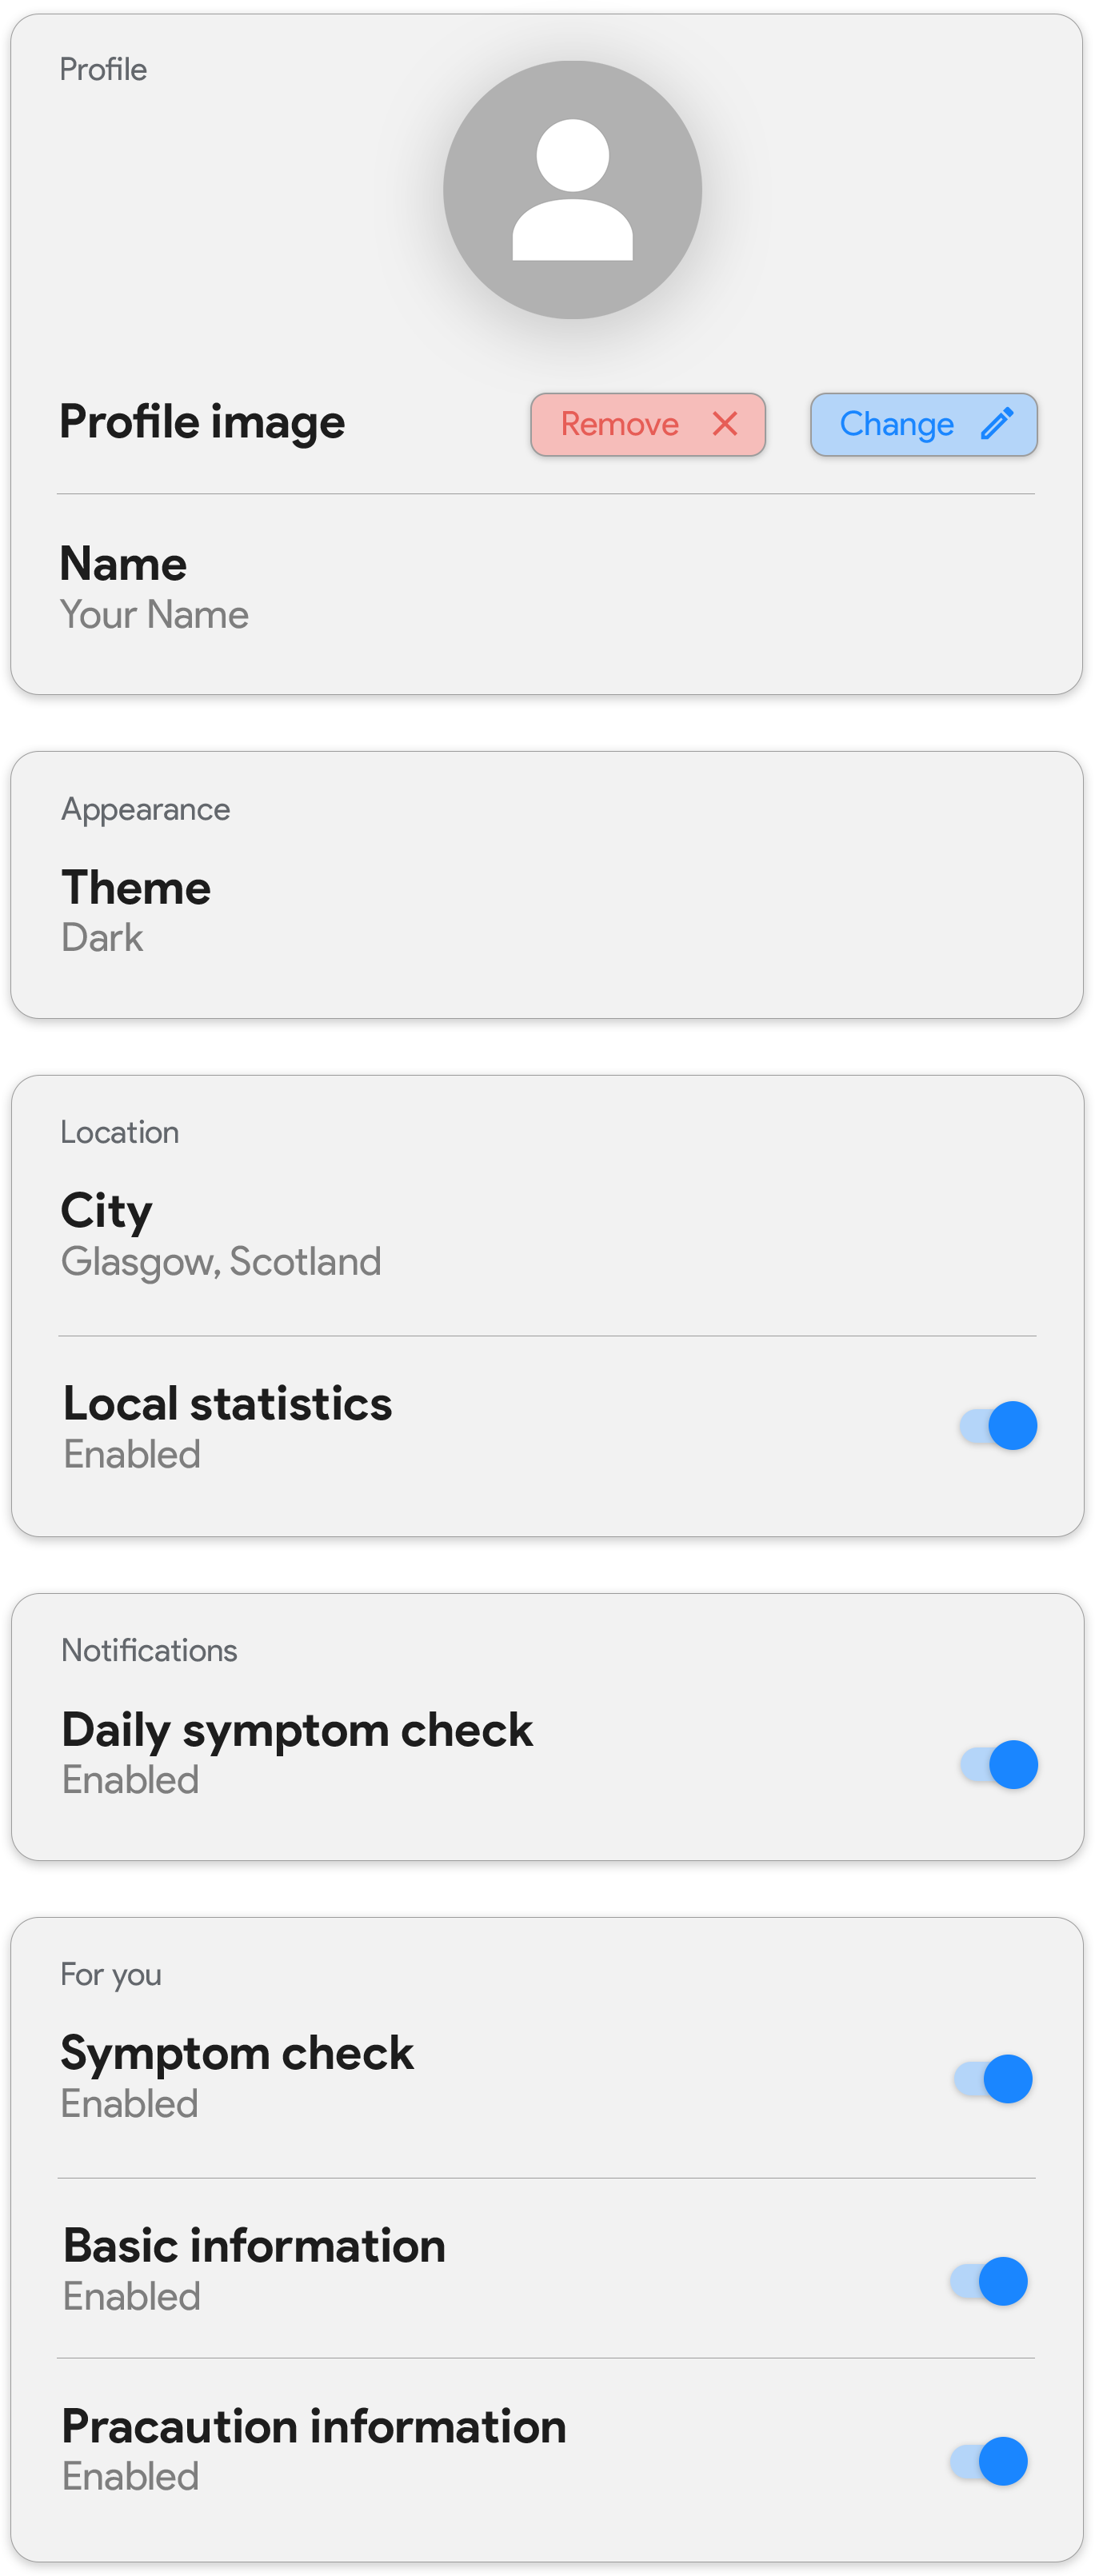 Profile
Profile image
Remove
Change
Name
Your Name
Appearance
Theme
Dark
Location
City
Glasgow, Scotland
Local statistics
Enabled
Notifications
Daily symptom check
Enabled
For you
Symptom check
Enabled
Basic information
Enabled
Pracaution information
Enabled